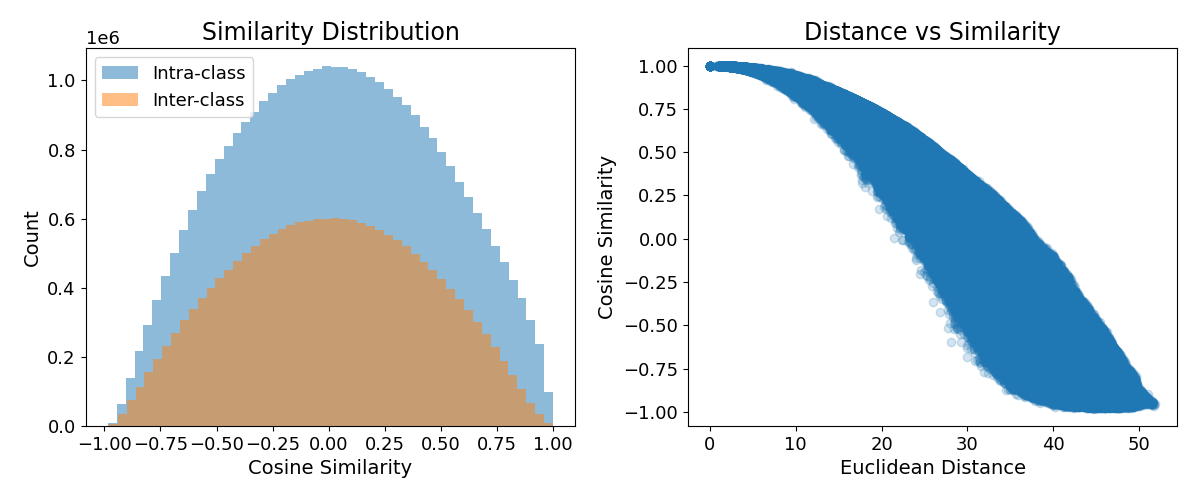 Similarity Distribution
1e6
Intra-class
Inter-class
1.0
0.8
0.6
0.4
0.2
0.0
Count
−1.00 −0.75 −0.50 −0.25 0.00 0.25 0.50 0.75 1.00
Cosine Similarity
Distance vs Similarity
1.00
0.75
0.50
0.25
0.00
−0.25
−0.50
−0.75
−1.00
Cosine Similarity
0 10 20 30 40 50
Euclidean Distance